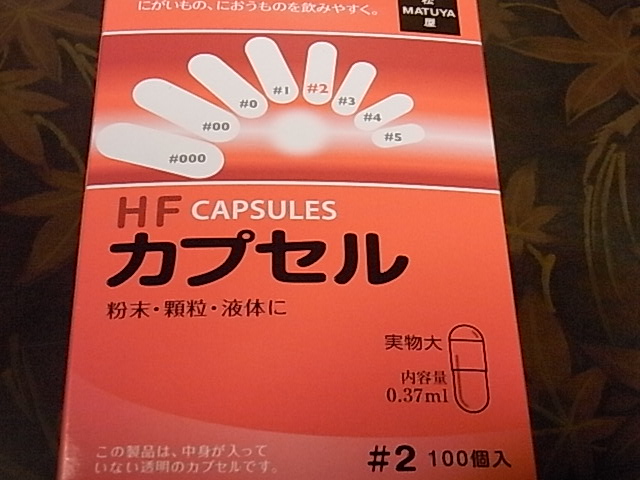 にがいもの、におうものを飲みやすく。
松
MATUYA
屋
#000
#00
#0
#1
#2
#3
#4
#5
HF CAPSULES
カプセル
粉末・顆粒・液体に
実物大
内容量
0.37ml
この製品は、中身が入って
いない透明のカプセルです。
#2 100個入